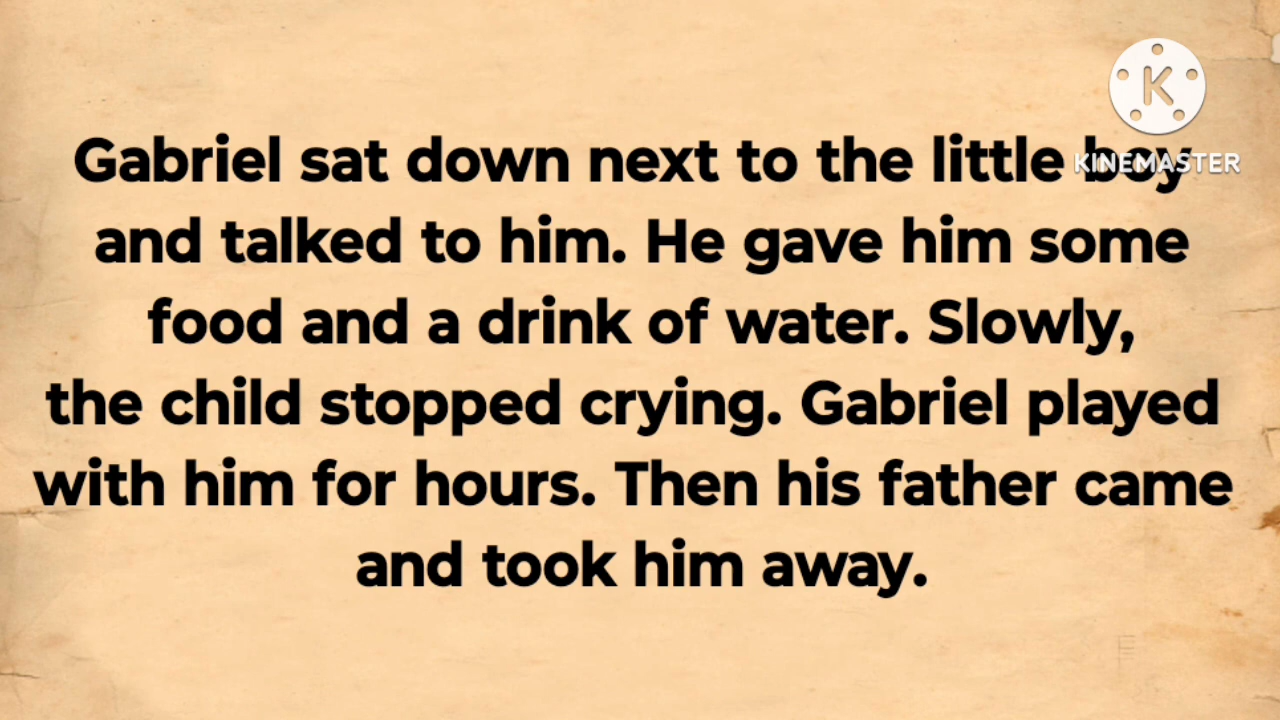 K
KINEMASTER
Gabriel sat down next to the little boy
and talked to him. He gave him some
food and a drink of water. Slowly,
the child stopped crying. Gabriel played
with him for hours. Then his father came
and took him away.